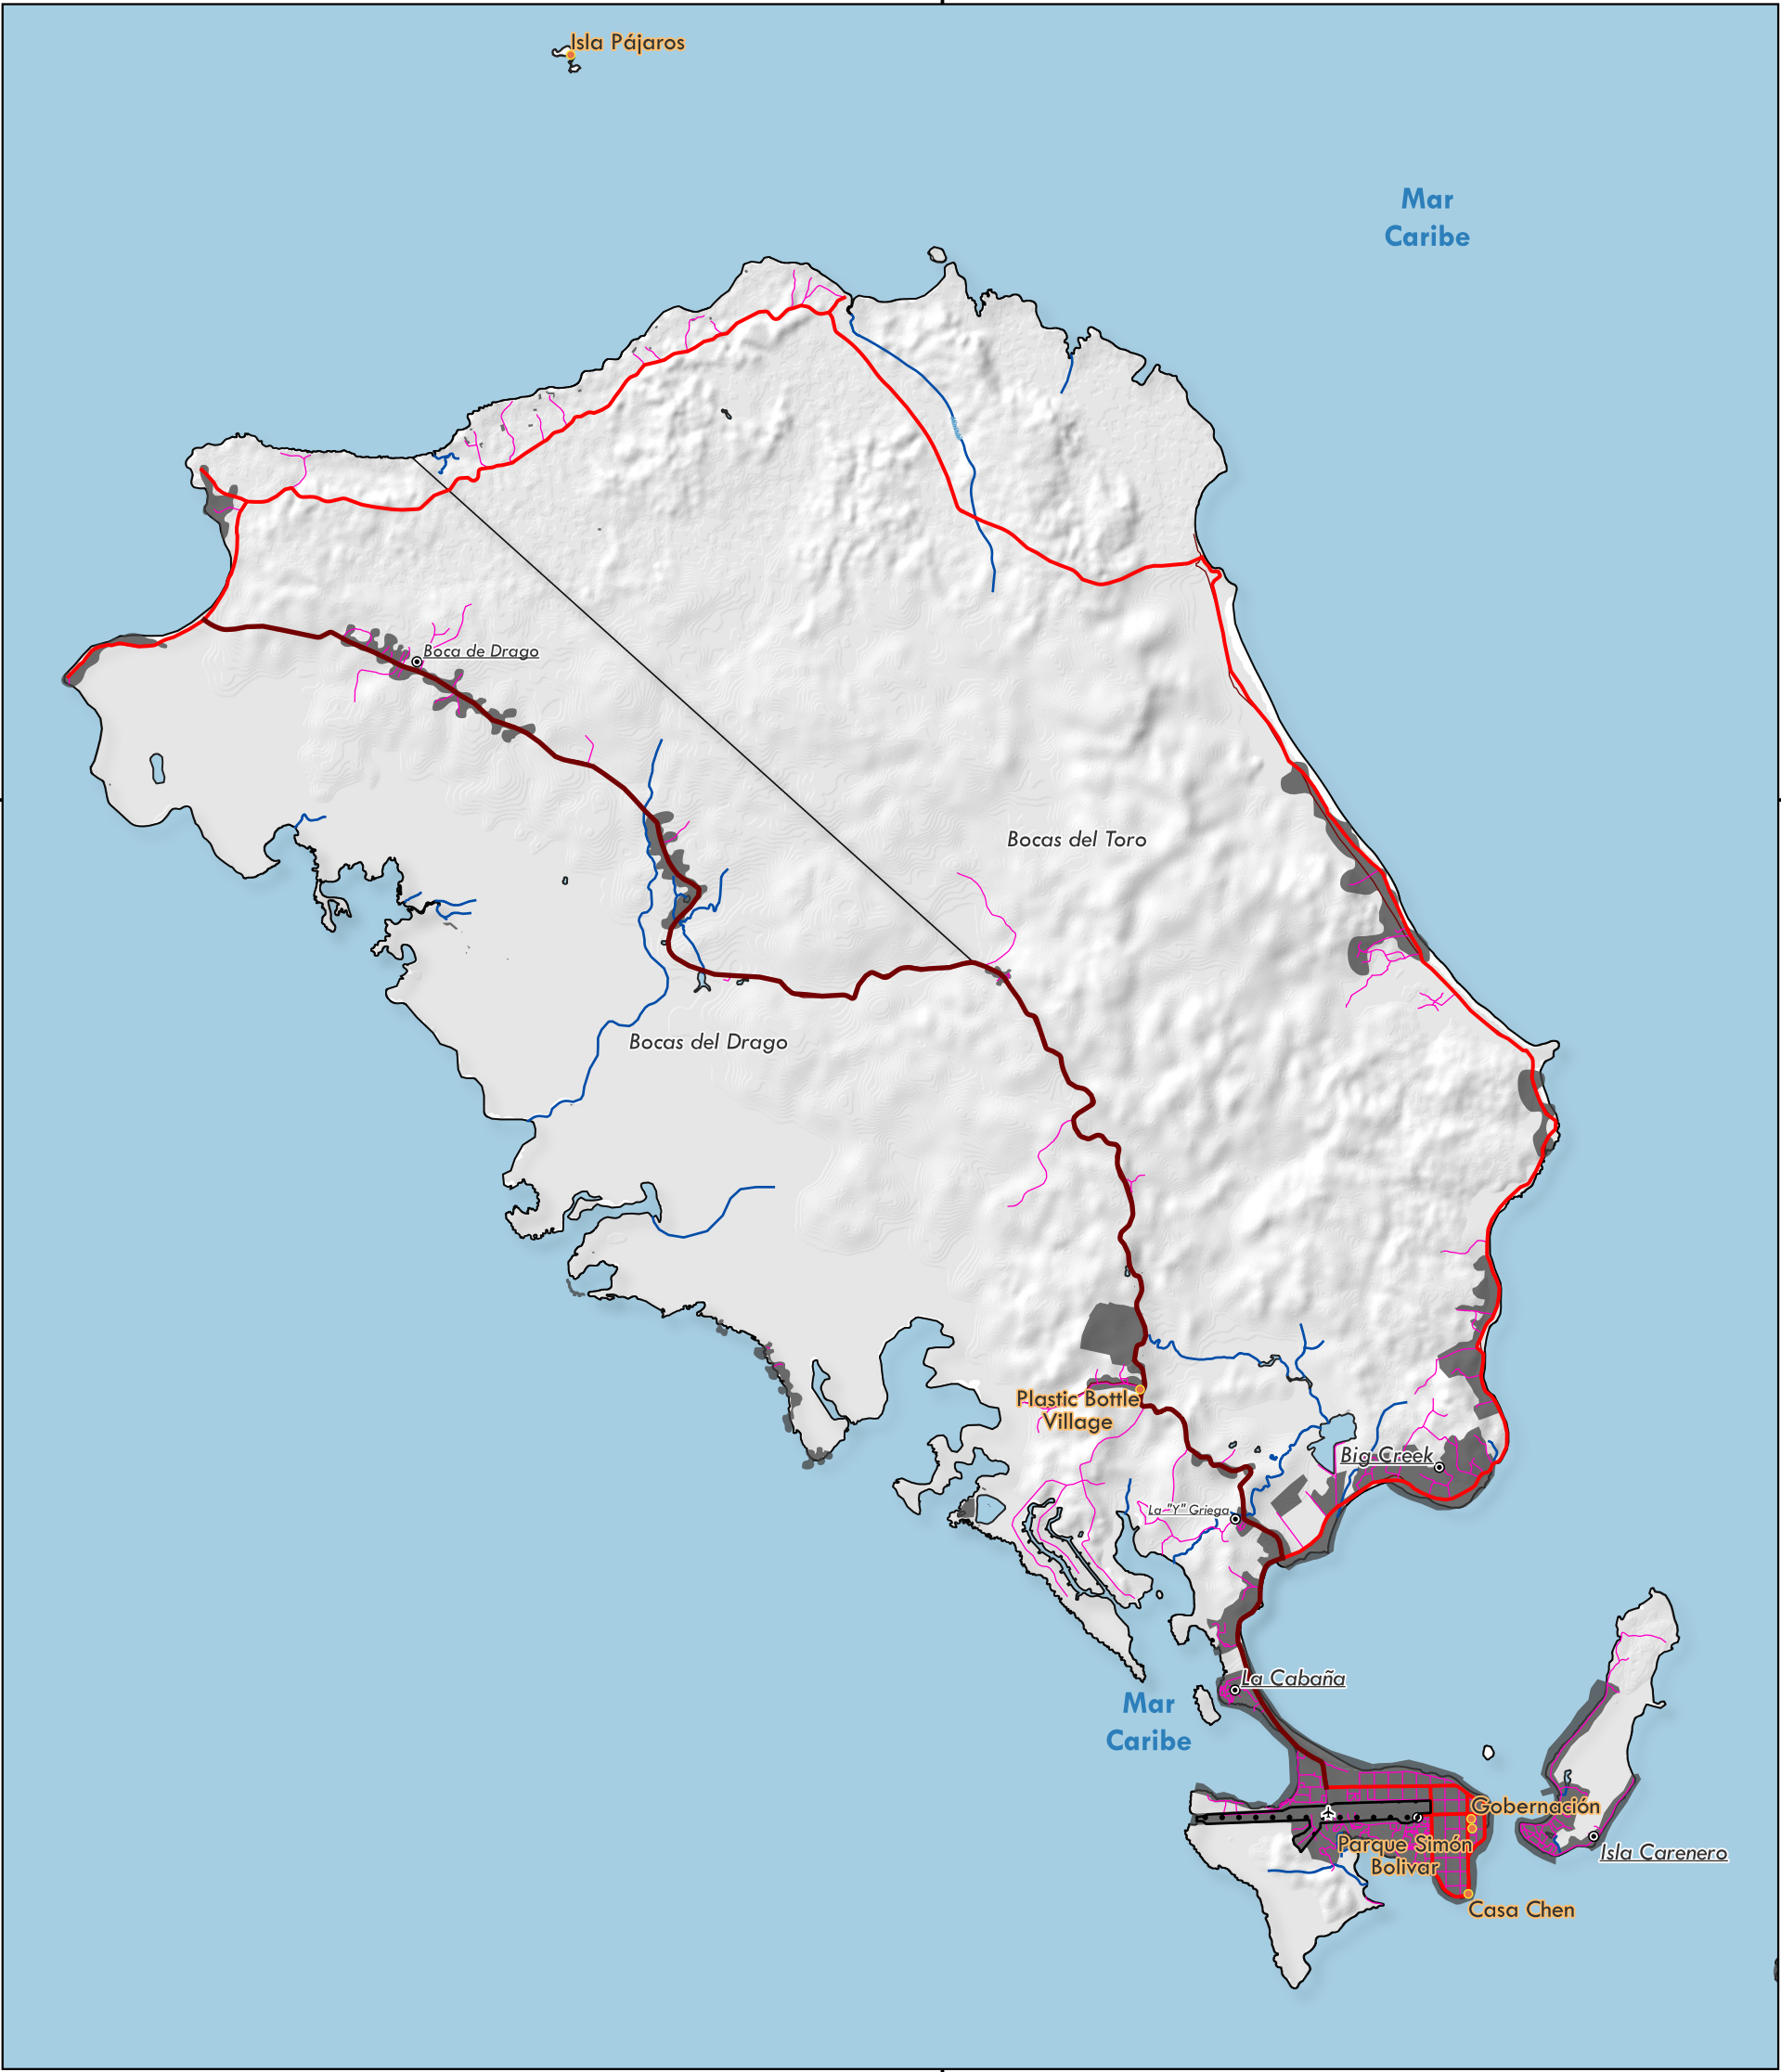 Isla Pájaros
Mar
Caribe
Boca de Drago
Bocas del Toro
Bocas del Drago
Plastic Bottle
Village
Big Creek
La "Y" Griega
La Cabaña
Mar
Caribe
Gobernación
Parque Simón
Bolivar
Isla Carenero
Casa Chen